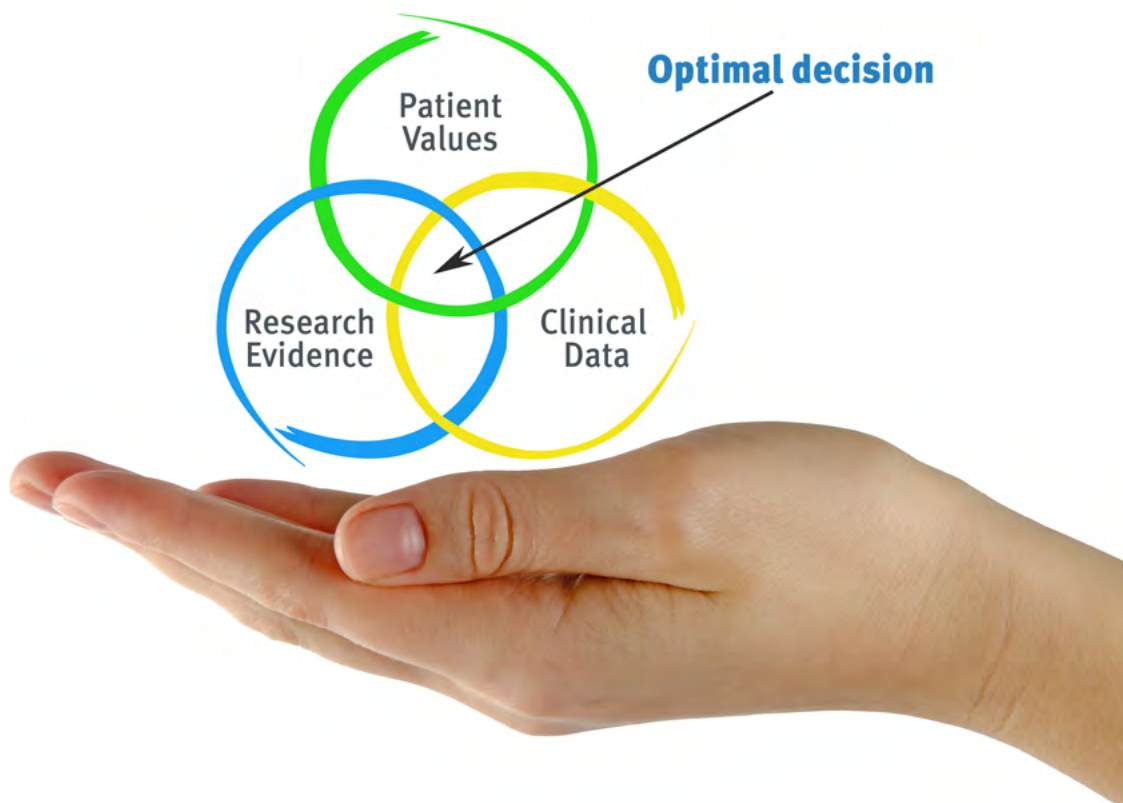 Optimal decision
Patient
Values
Research
Evidence
Clinical
Data